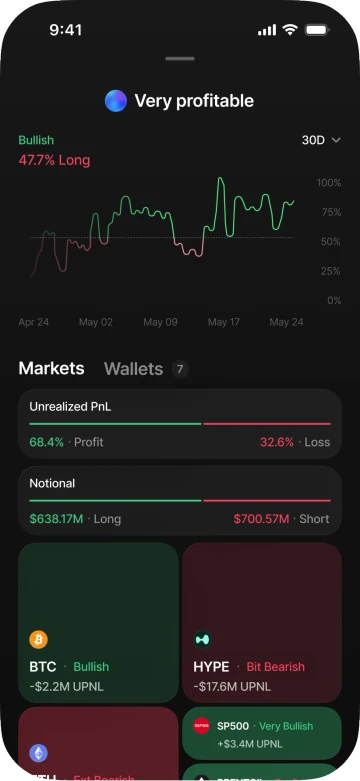 9:41
Very profitable
Bullish
30D
47.7% Long
100%
75%
50%
25%
0%
Apr 24 May 02 May 09 May 17 May 24
Markets Wallets 7
Unrealized PnL
68.4% · Profit 32.6% · Loss
Notional
$638.17M · Long $700.57M · Short
BTC · Bullish
-$2.2M UPNL
HYPE · Bit Bearish
-$17.6M UPNL
SP500 · Very Bullish
+$3.4M UPNL
ETH · Ext Bearish